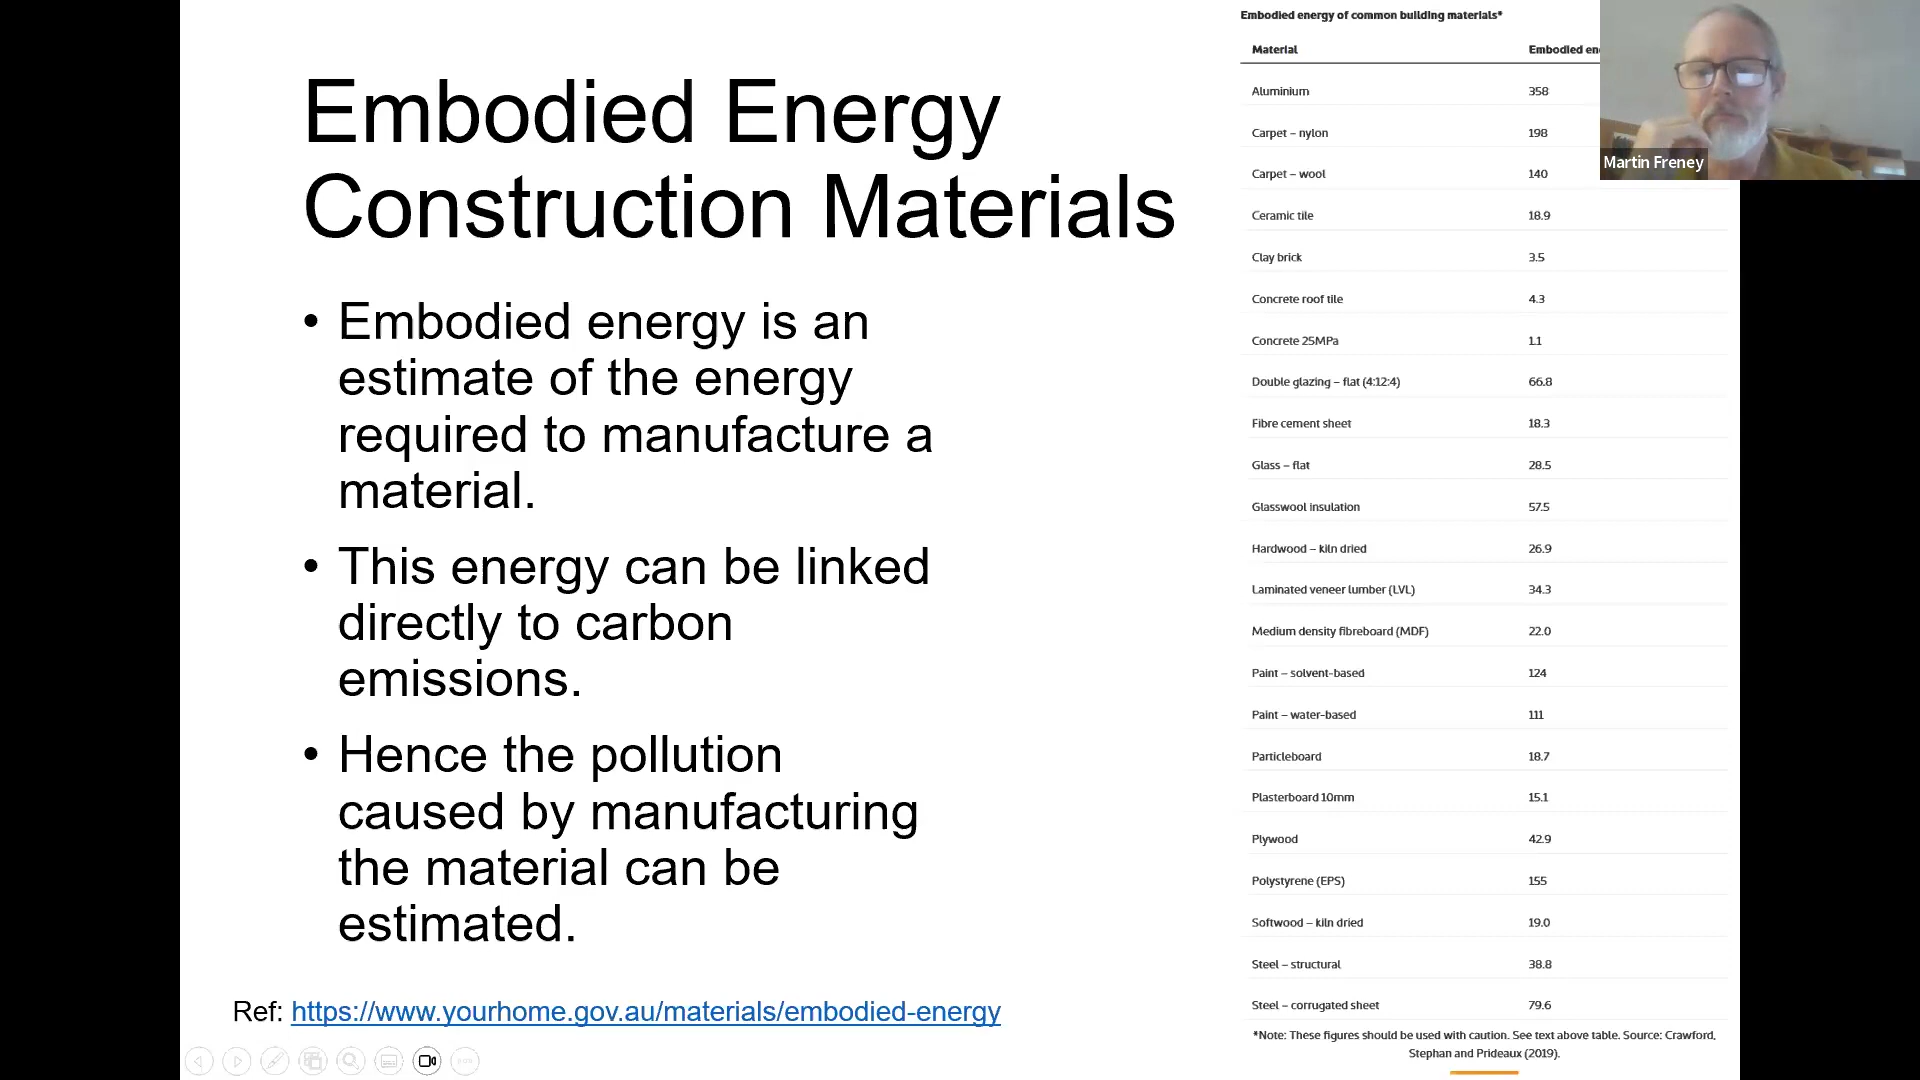 Embodied Energy
Construction Materials
• Embodied energy is an
estimate of the energy
required to manufacture a
material.
• This energy can be linked
directly to carbon
emissions.
• Hence the pollution
caused by manufacturing
the material can be
estimated.
Ref: https://www.yourhome.gov.au/materials/embodied-energy
Embodied energy of common building materials*
Material Embodied
Aluminium 358
Carpet – nylon 198
Carpet – wool 140
Ceramic tile 18.9
Clay brick 3.5
Concrete roof tile 4.3
Concrete 25MPa 1.1
Double glazing – flat (4:12:4) 66.8
Fibre cement sheet 18.3
Glass – flat 28.5
Glasswool insulation 57.5
Hardwood – kiln dried 26.9
Laminated veneer lumber (LVL) 34.3
Medium density fibreboard (MDF) 22.0
Paint – solvent-based 124
Paint – water-based 111
Particleboard 18.7
Plasterboard 10mm 15.1
Plywood 42.9
Polystyrene (EPS) 155
Softwood – kiln dried 19.0
Steel – structural 38.8
Steel – corrugated sheet 79.6
*Note: These figures should be used with caution. See text above table. Source: Crawford,
Stephan and Prideaux (2019).
Martin Freney